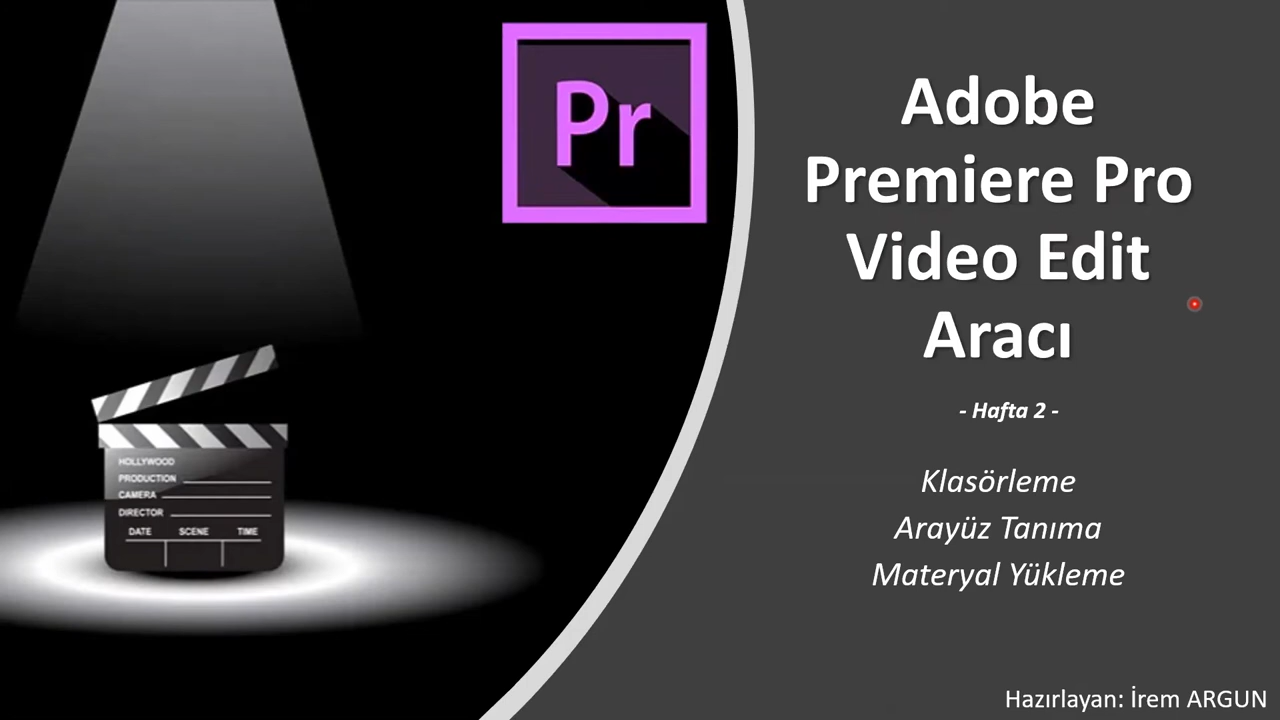 Pr
Adobe
Premiere Pro
Video Edit
Aracı
- Hafta 2 -
Klasörleme
Arayüz Tanıma
Materyal Yükleme
HOLLYWOOD
PRODUCTION
CAMERA
DIRECTOR
DATE SCENE TIME
Hazırlayan: İrem ARGUN